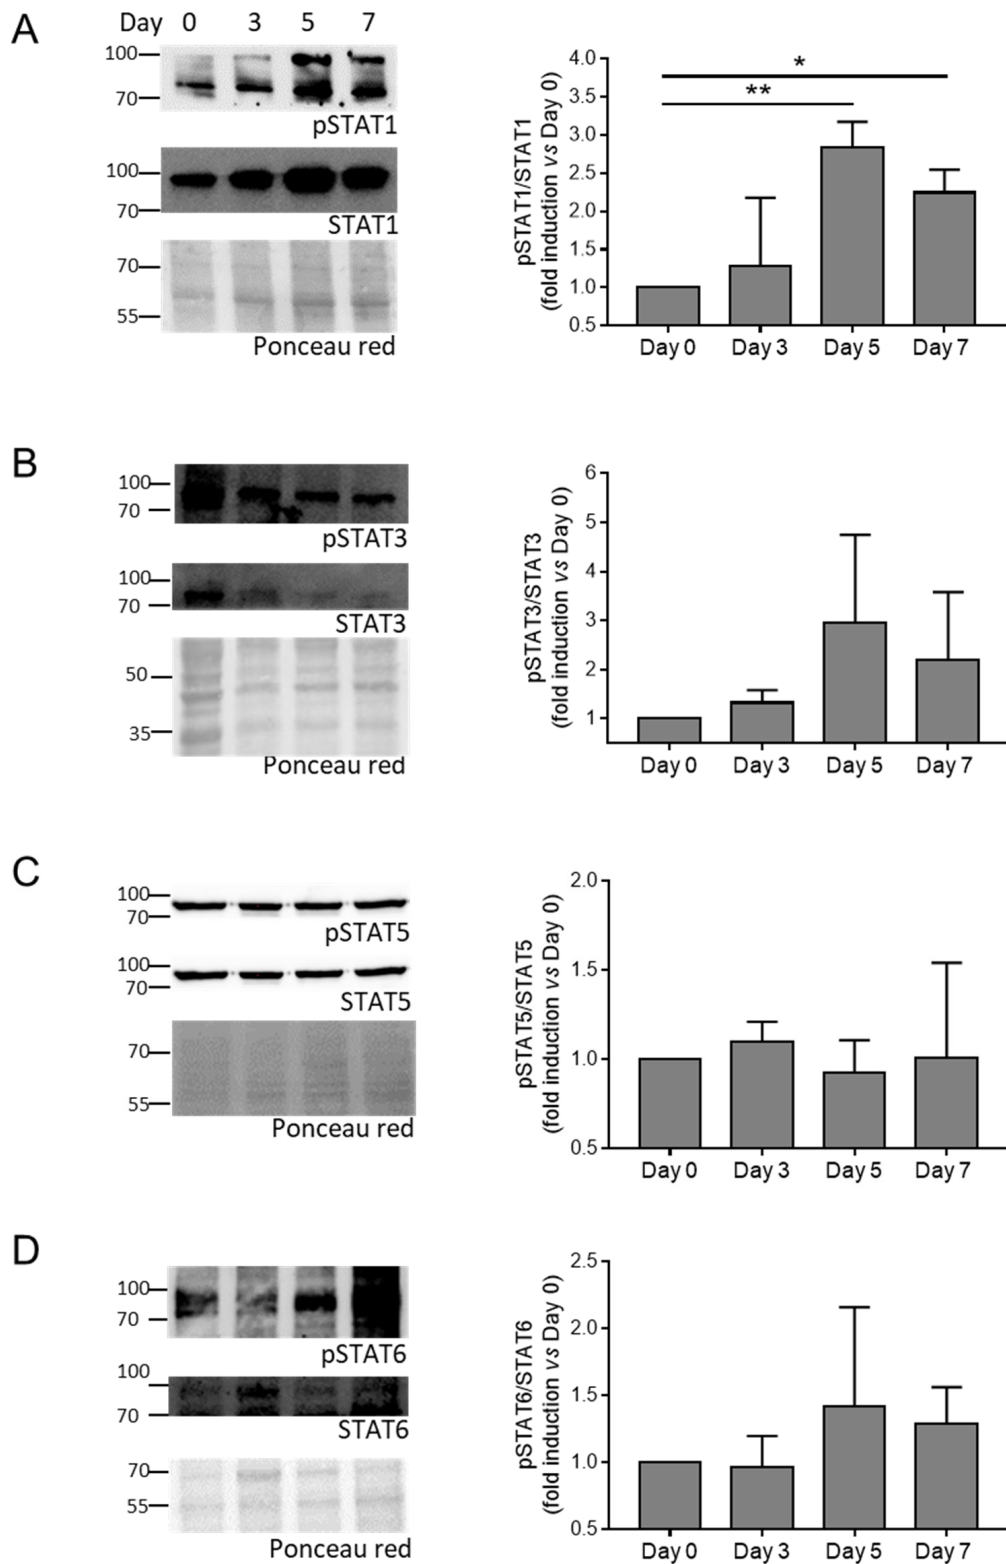 A
Day 0 3 5 7
100
70
pSTAT1
100
70
STAT1
70
55
Ponceau red
pSTAT1/STAT1
(fold induction vs Day 0)
4.0
3.5
3.0
2.5
2.0
1.5
1.0
0.5
*
**
Day 0 Day 3 Day 5 Day 7
B
100
70
pSTAT3
100
70
STAT3
50
35
Ponceau red
pSTAT3/STAT3
(fold induction vs Day 0)
6
5
4
3
2
1
Day 0 Day 3 Day 5 Day 7
C
100
70
pSTAT5
100
70
STAT5
70
55
Ponceau red
pSTAT5/STAT5
(fold induction vs Day 0)
2.0
1.5
1.0
0.5
Day 0 Day 3 Day 5 Day 7
D
100
70
pSTAT6
100
70
STAT6
70
55
Ponceau red
pSTAT6/STAT6
(fold induction vs Day 0)
2.5
2.0
1.5
1.0
0.5
Day 0 Day 3 Day 5 Day 7